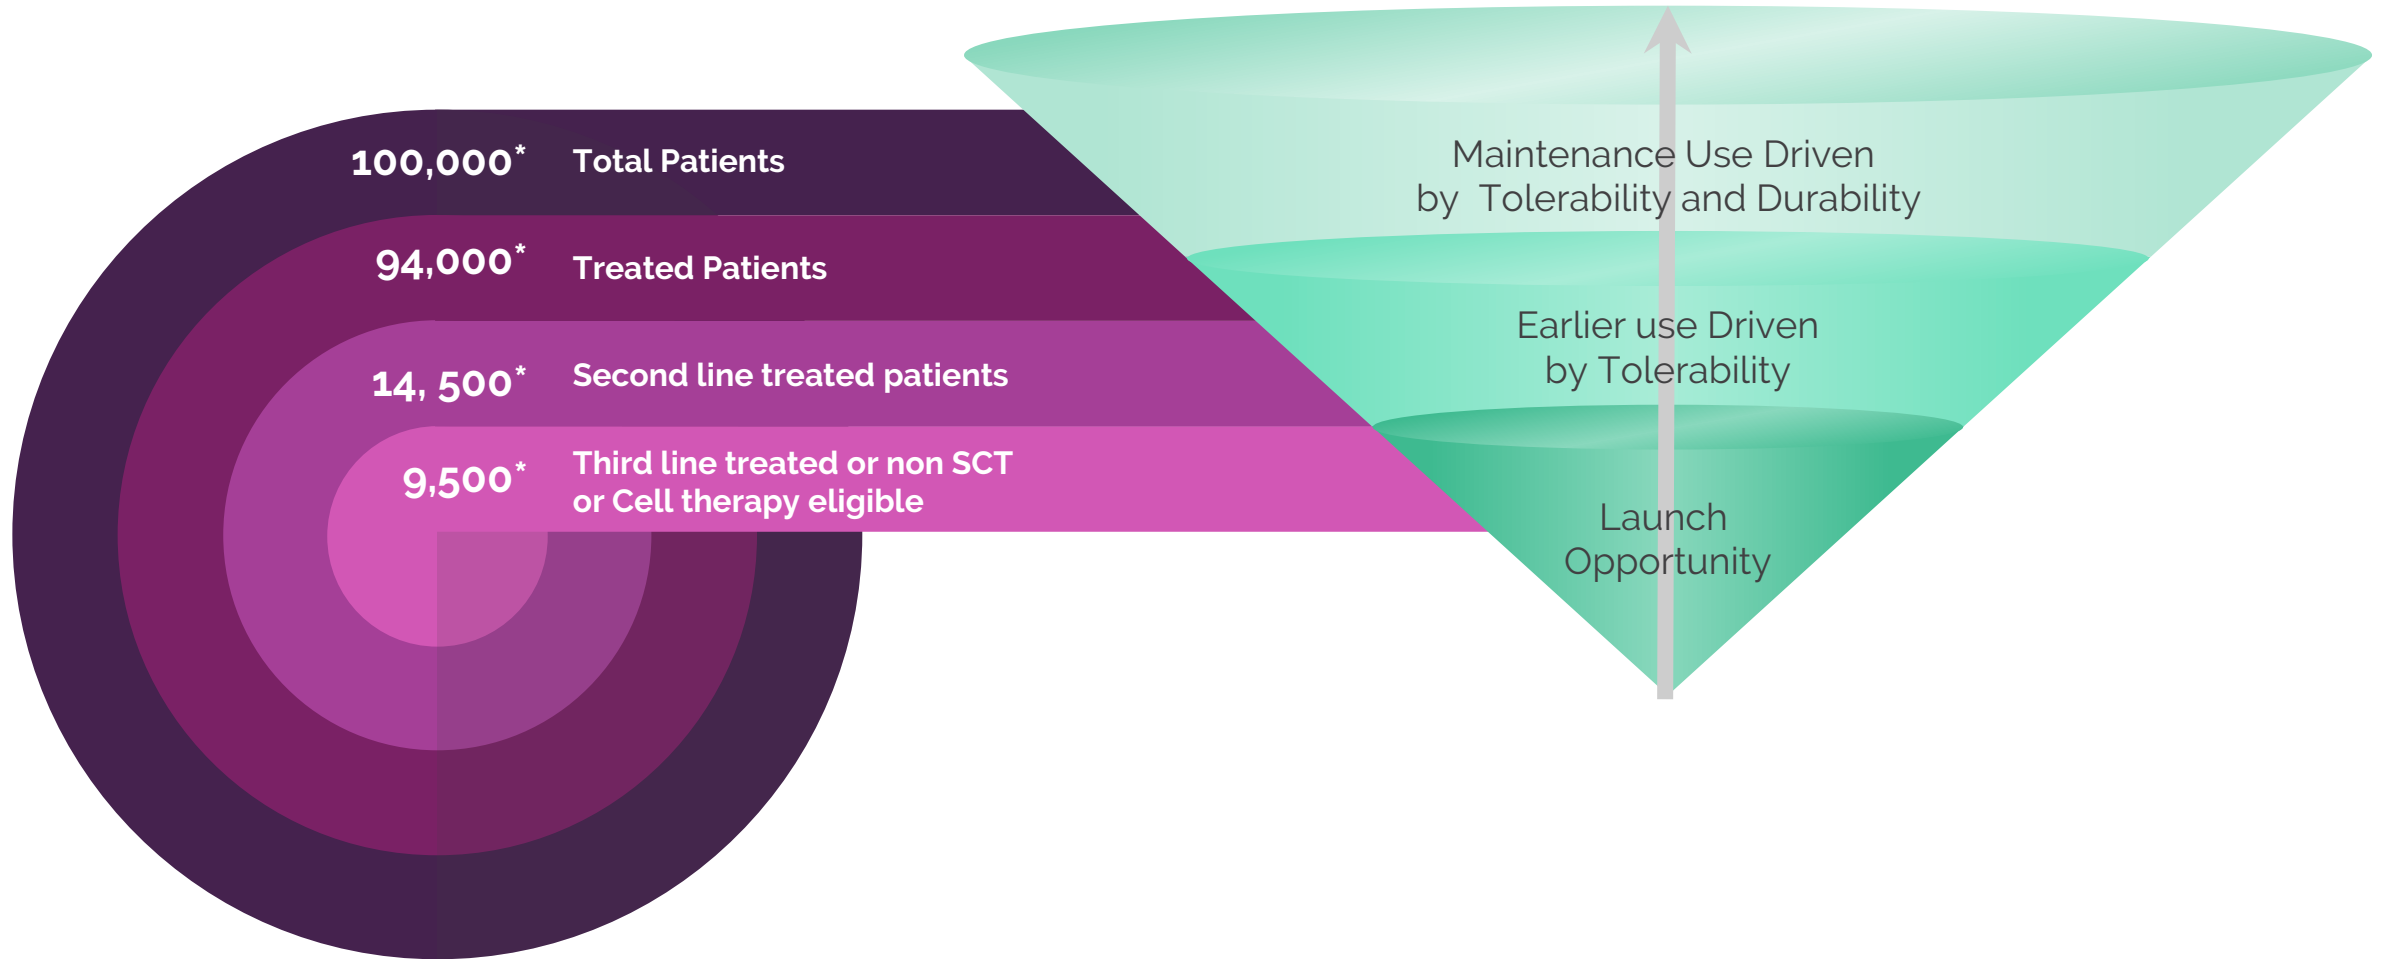 100,000* Total Patients
94,000* Treated Patients
14, 500* Second line treated patients
9,500* Third line treated or non SCT
or Cell therapy eligible
Maintenance Use Driven
by Tolerability and Durability
Earlier use Driven
by Tolerability
Launch
Opportunity